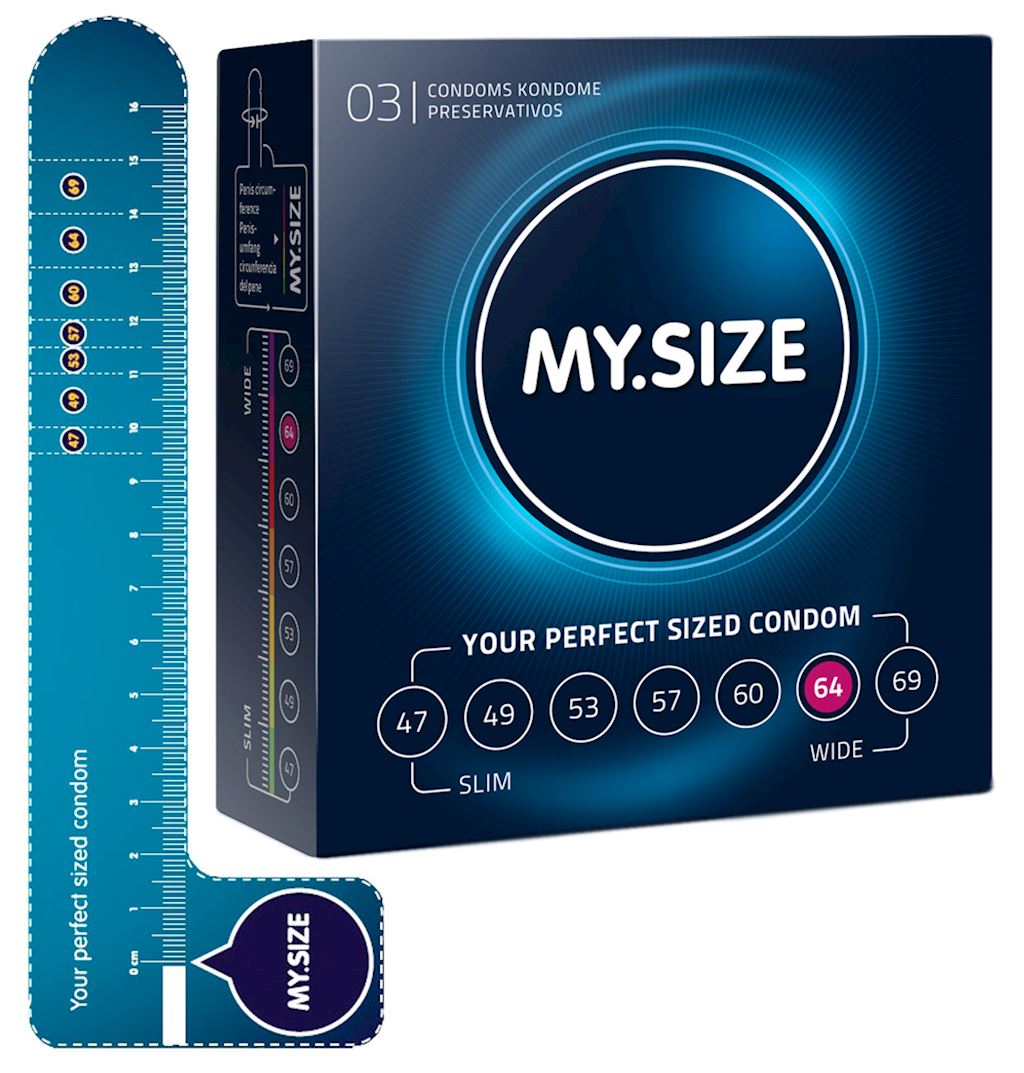 16
15
69
14
64
13
60
12
57
53
11
49
10
47
9
8
7
6
5
4
3
2
1
0 cm
Your perfect sized condom
MY.SIZE
Penis circum-
ference
Penis-
umfang
circunferencia
del pene
MY.SIZE
WIDE
69
64
60
57
53
49
47
SLIM
03
CONDOMS KONDOME
PRESERVATIVOS
MY.SIZE
YOUR PERFECT SIZED CONDOM
47 49 53 57 60 64 69
SLIM
WIDE